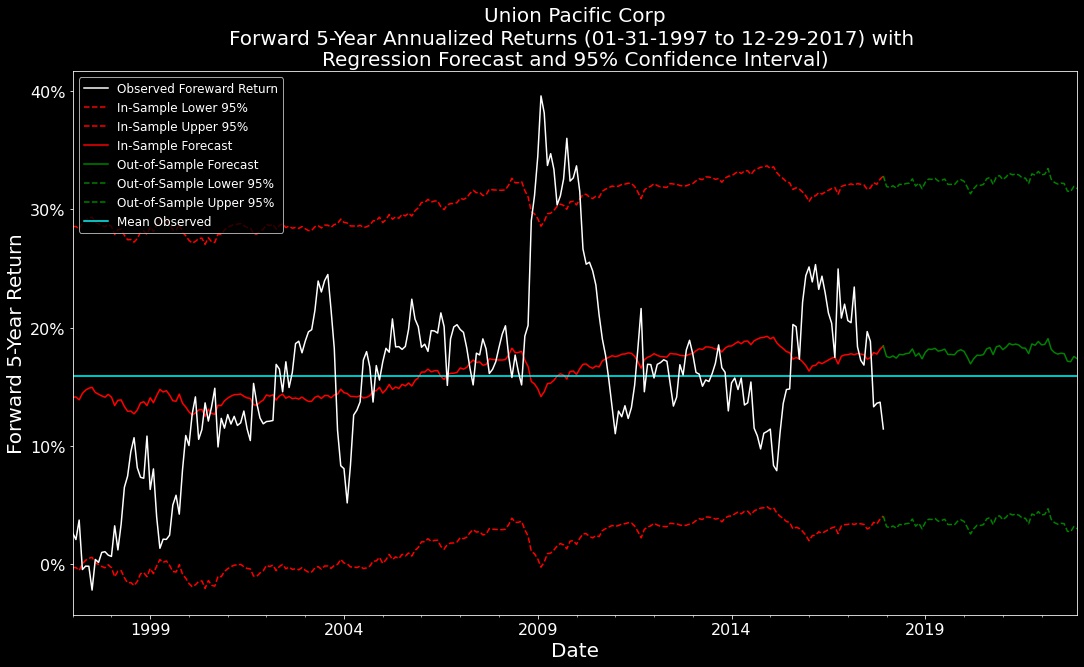 Union Pacific Corp
Forward 5-Year Annualized Returns (01-31-1997 to 12-29-2017) with
Regression Forecast and 95% Confidence Interval)
Observed Foreward Return
In-Sample Lower 95%
In-Sample Upper 95%
In-Sample Forecast
Out-of-Sample Forecast
Out-of-Sample Lower 95%
Out-of-Sample Upper 95%
Mean Observed
Forward 5-Year Return
40%
30%
20%
10%
0%
1999 2004 2009 2014 2019
Date